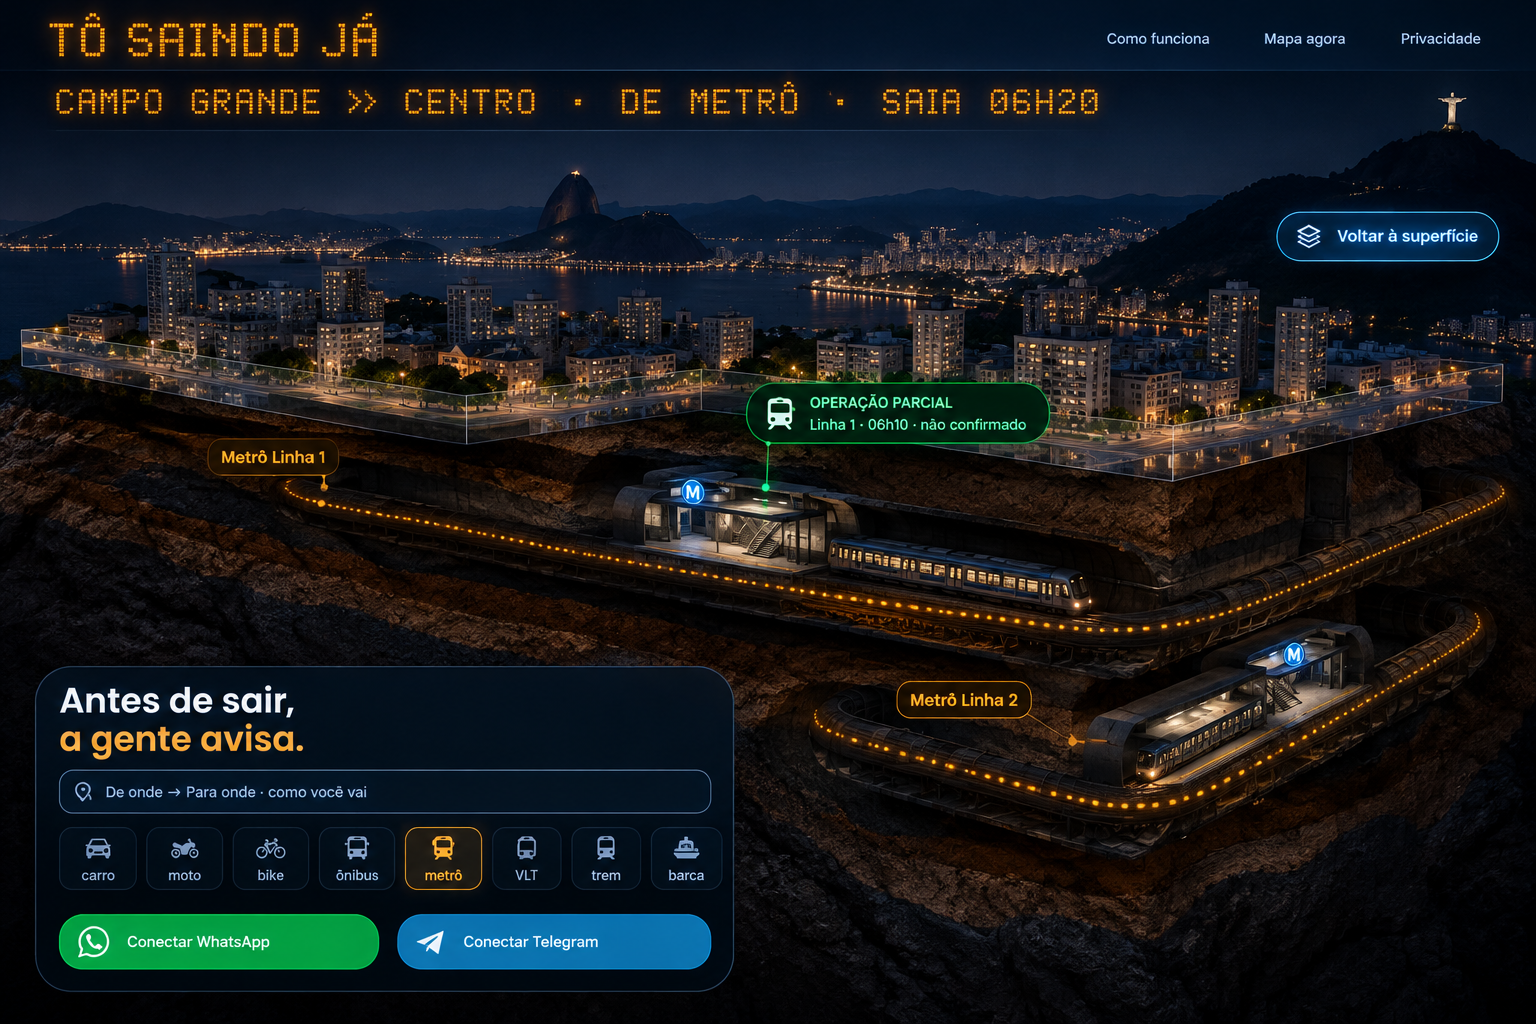 TÔ SAINDO JÁ
Como funciona
Mapa agora
Privacidade
CAMPO GRANDE >> CENTRO · DE METRÔ · SAIA 06H20
Voltar à superfície
OPERAÇÃO PARCIAL
Linha 1 · 06h10 · não confirmado
Metrô Linha 1
M
M
Metrô Linha 2
Antes de sair,
a gente avisa.
De onde → Para onde · como você vai
carro
moto
bike
ônibus
metrô
VLT
trem
barca
Conectar WhatsApp
Conectar Telegram